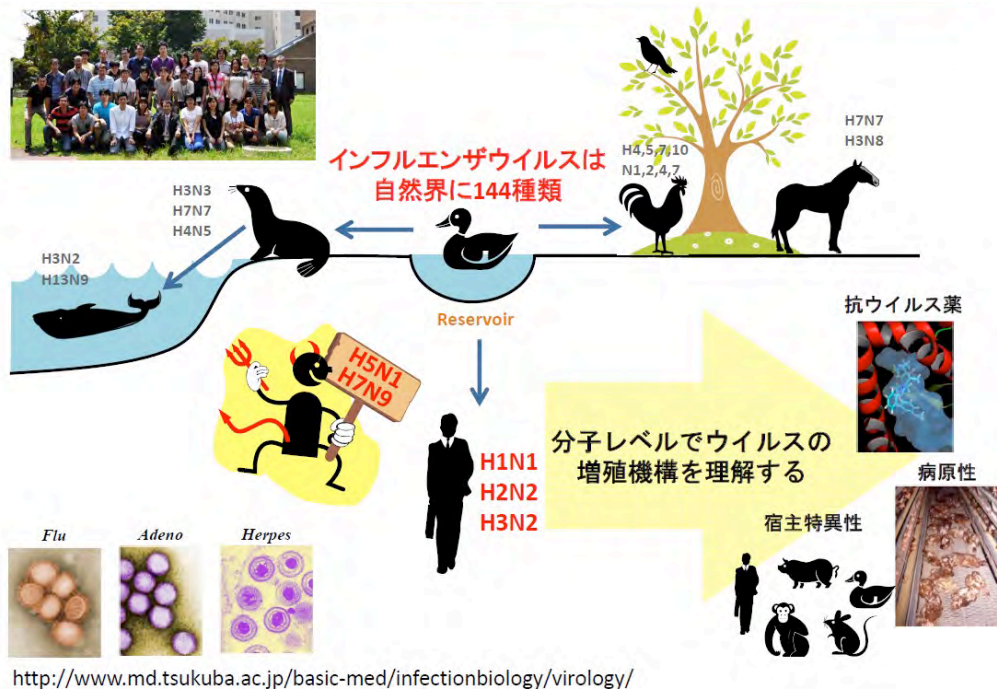 インフルエンザウイルスは
自然界に144種類
H3N3
H7N7
H4N5
H4,5,7,10
N1,2,4,7
H7N7
H3N8
H3N2
H13N9
Reservoir
H5N1
H7N9
H1N1
H2N2
H3N2
分子レベルでウイルスの
増殖機構を理解する
抗ウイルス薬
病原性
宿主特異性
Flu
Adeno
Herpes
http://www.md.tsukuba.ac.jp/basic-med/infectionbiology/virology/